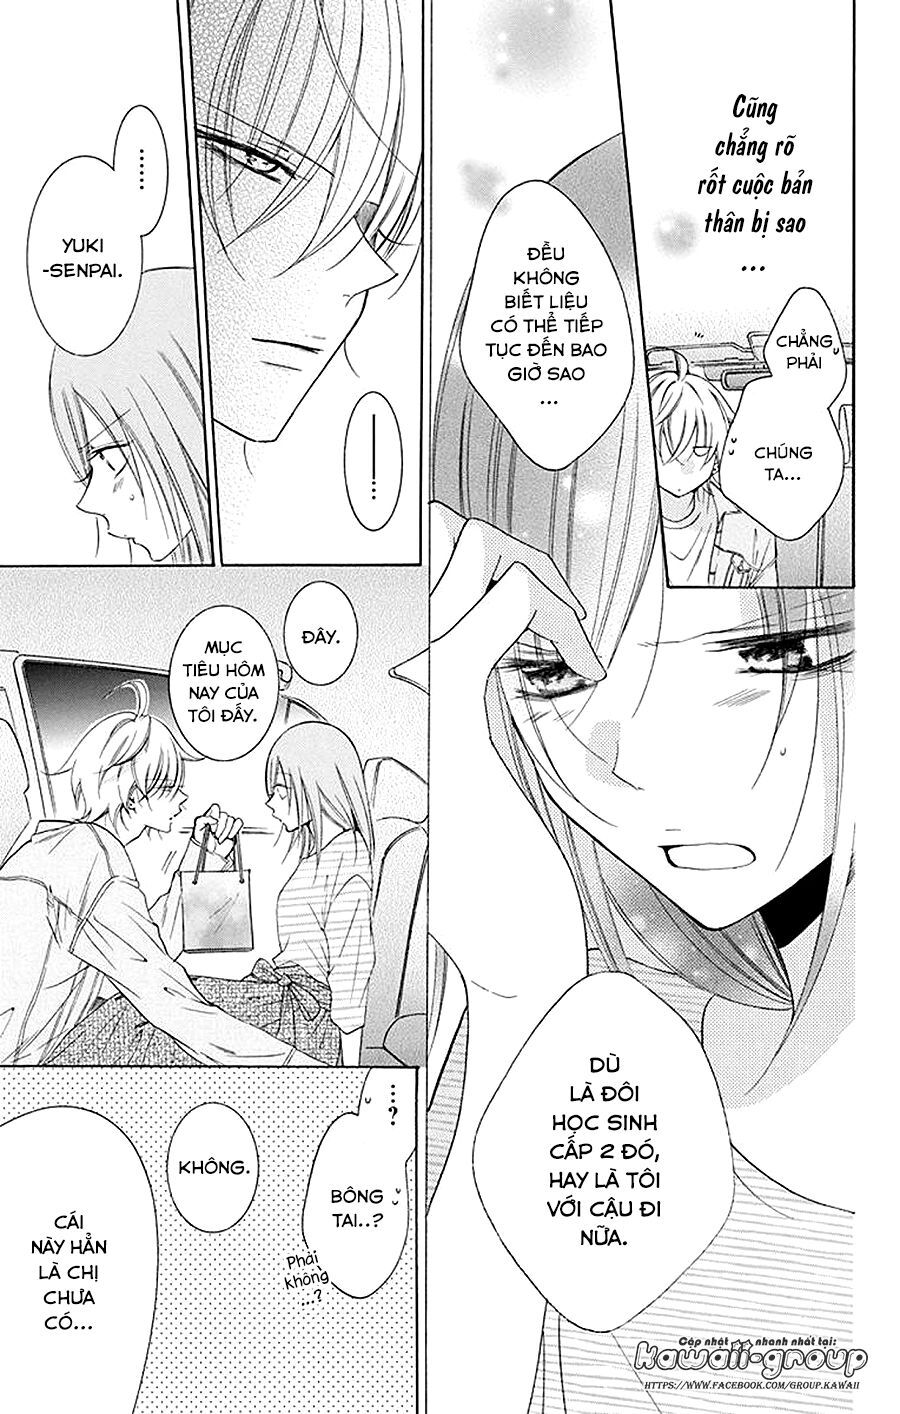 Cũng
chẳng rõ
rốt cuộc bản
thân bị sao
...
CHẲNG
PHẢI
CHÚNG
TA...
ĐỀU
KHÔNG
BIẾT LIỆU
CÓ THỂ TIẾP
TỤC ĐẾN BAO
GIỜ SAO
...
DÙ
LÀ ĐÔI
HỌC SINH
CẤP 2 ĐÓ,
HAY LÀ TÔI
VỚI CẬU ĐI
NỮA.
......
YUKI
-SENPAI.
ĐÂY.
MỤC
TIÊU HÔM
NAY CỦA
TÔI ĐẤY.
...?
BÔNG
TAI..?
Phải
không
...?
KHÔNG.
CÁI
NÀY HẲN
LÀ CHỊ
CHƯA
CÓ...
Cập nhật nhanh nhất tại:
kawaii-group
HTTPS://WWW.FACEBOOK.COM/GROUP.KAWAII